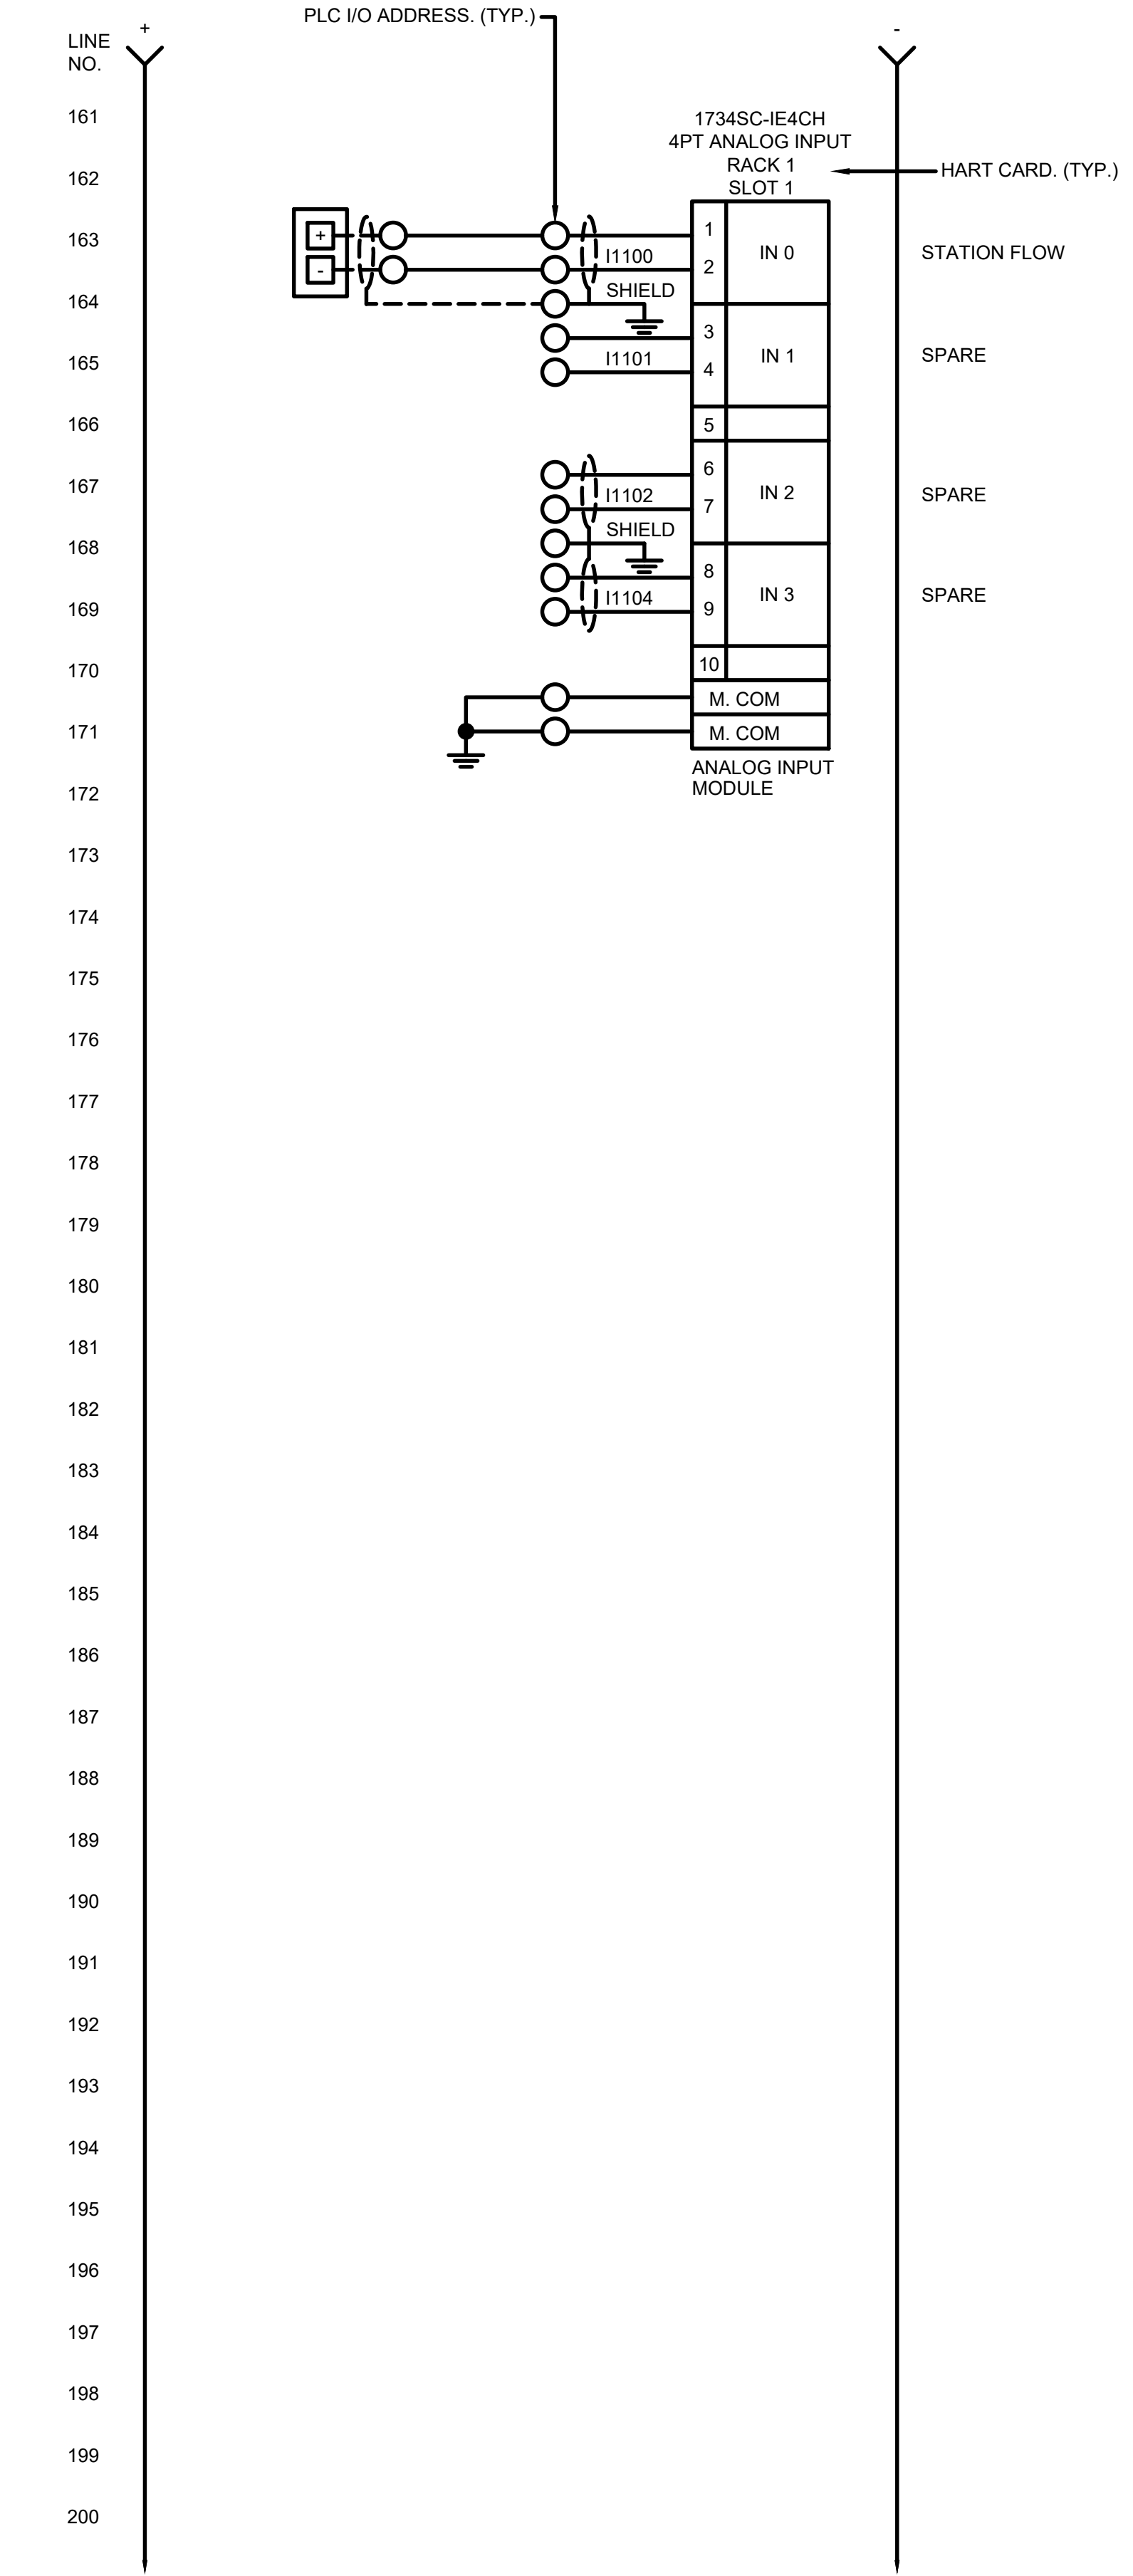 PLC I/O ADDRESS. (TYP.)
+
-
LINE
NO.
161
1734SC-IE4CH
4PT ANALOG INPUT
RACK 1
HART CARD. (TYP.)
162
SLOT 1
1
+
163
I1100
IN 0
STATION FLOW
2
-
SHIELD
164
3
I1101
IN 1
SPARE
165
4
166
5
6
167
I1102
IN 2
SPARE
7
SHIELD
168
8
I1104
IN 3
SPARE
169
9
170
10
M. COM
171
M. COM
ANALOG INPUT
MODULE
172
173
174
175
176
177
178
179
180
181
182
183
184
185
186
187
188
189
190
191
192
193
194
195
196
197
198
199
200